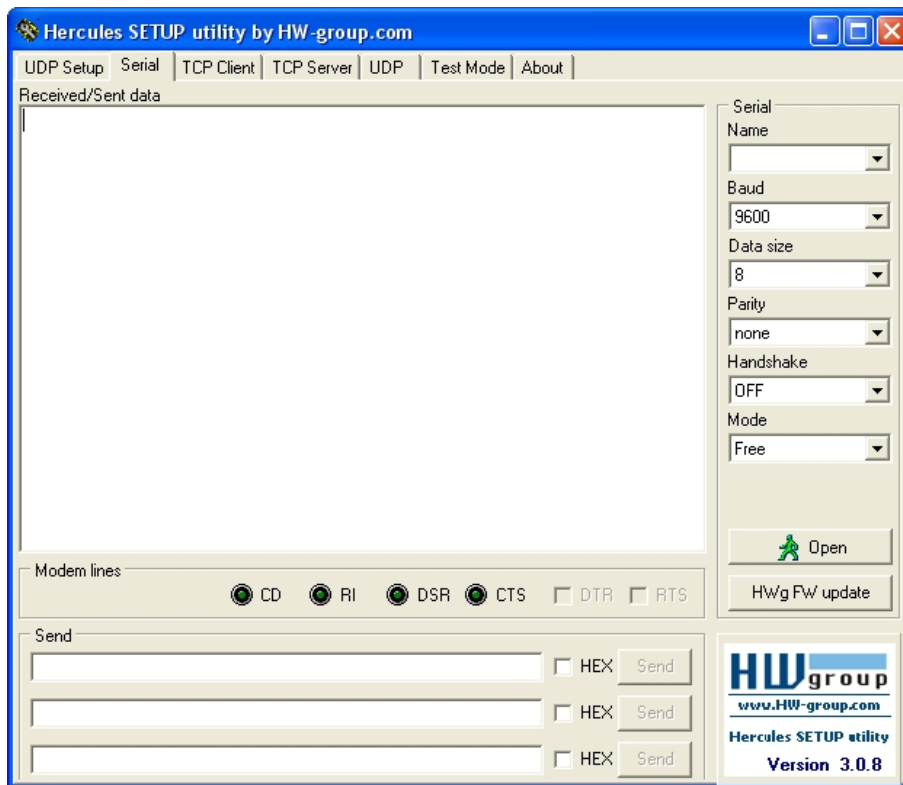 Hercules SETUP utility by HW-group.com
UDP Setup Serial TCP Client TCP Server UDP Test Mode About
Received/Sent data
Serial
Name
Baud
9600
Data size
8
Parity
none
Handshake
OFF
Mode
Free
Open
HWg FW update
Modem lines
CD RI DSR CTS DTR RTS
Send
HEX Send
HEX Send
HEX Send
HW group
www.HW-group.com
Hercules SETUP utility
Version 3.0.8